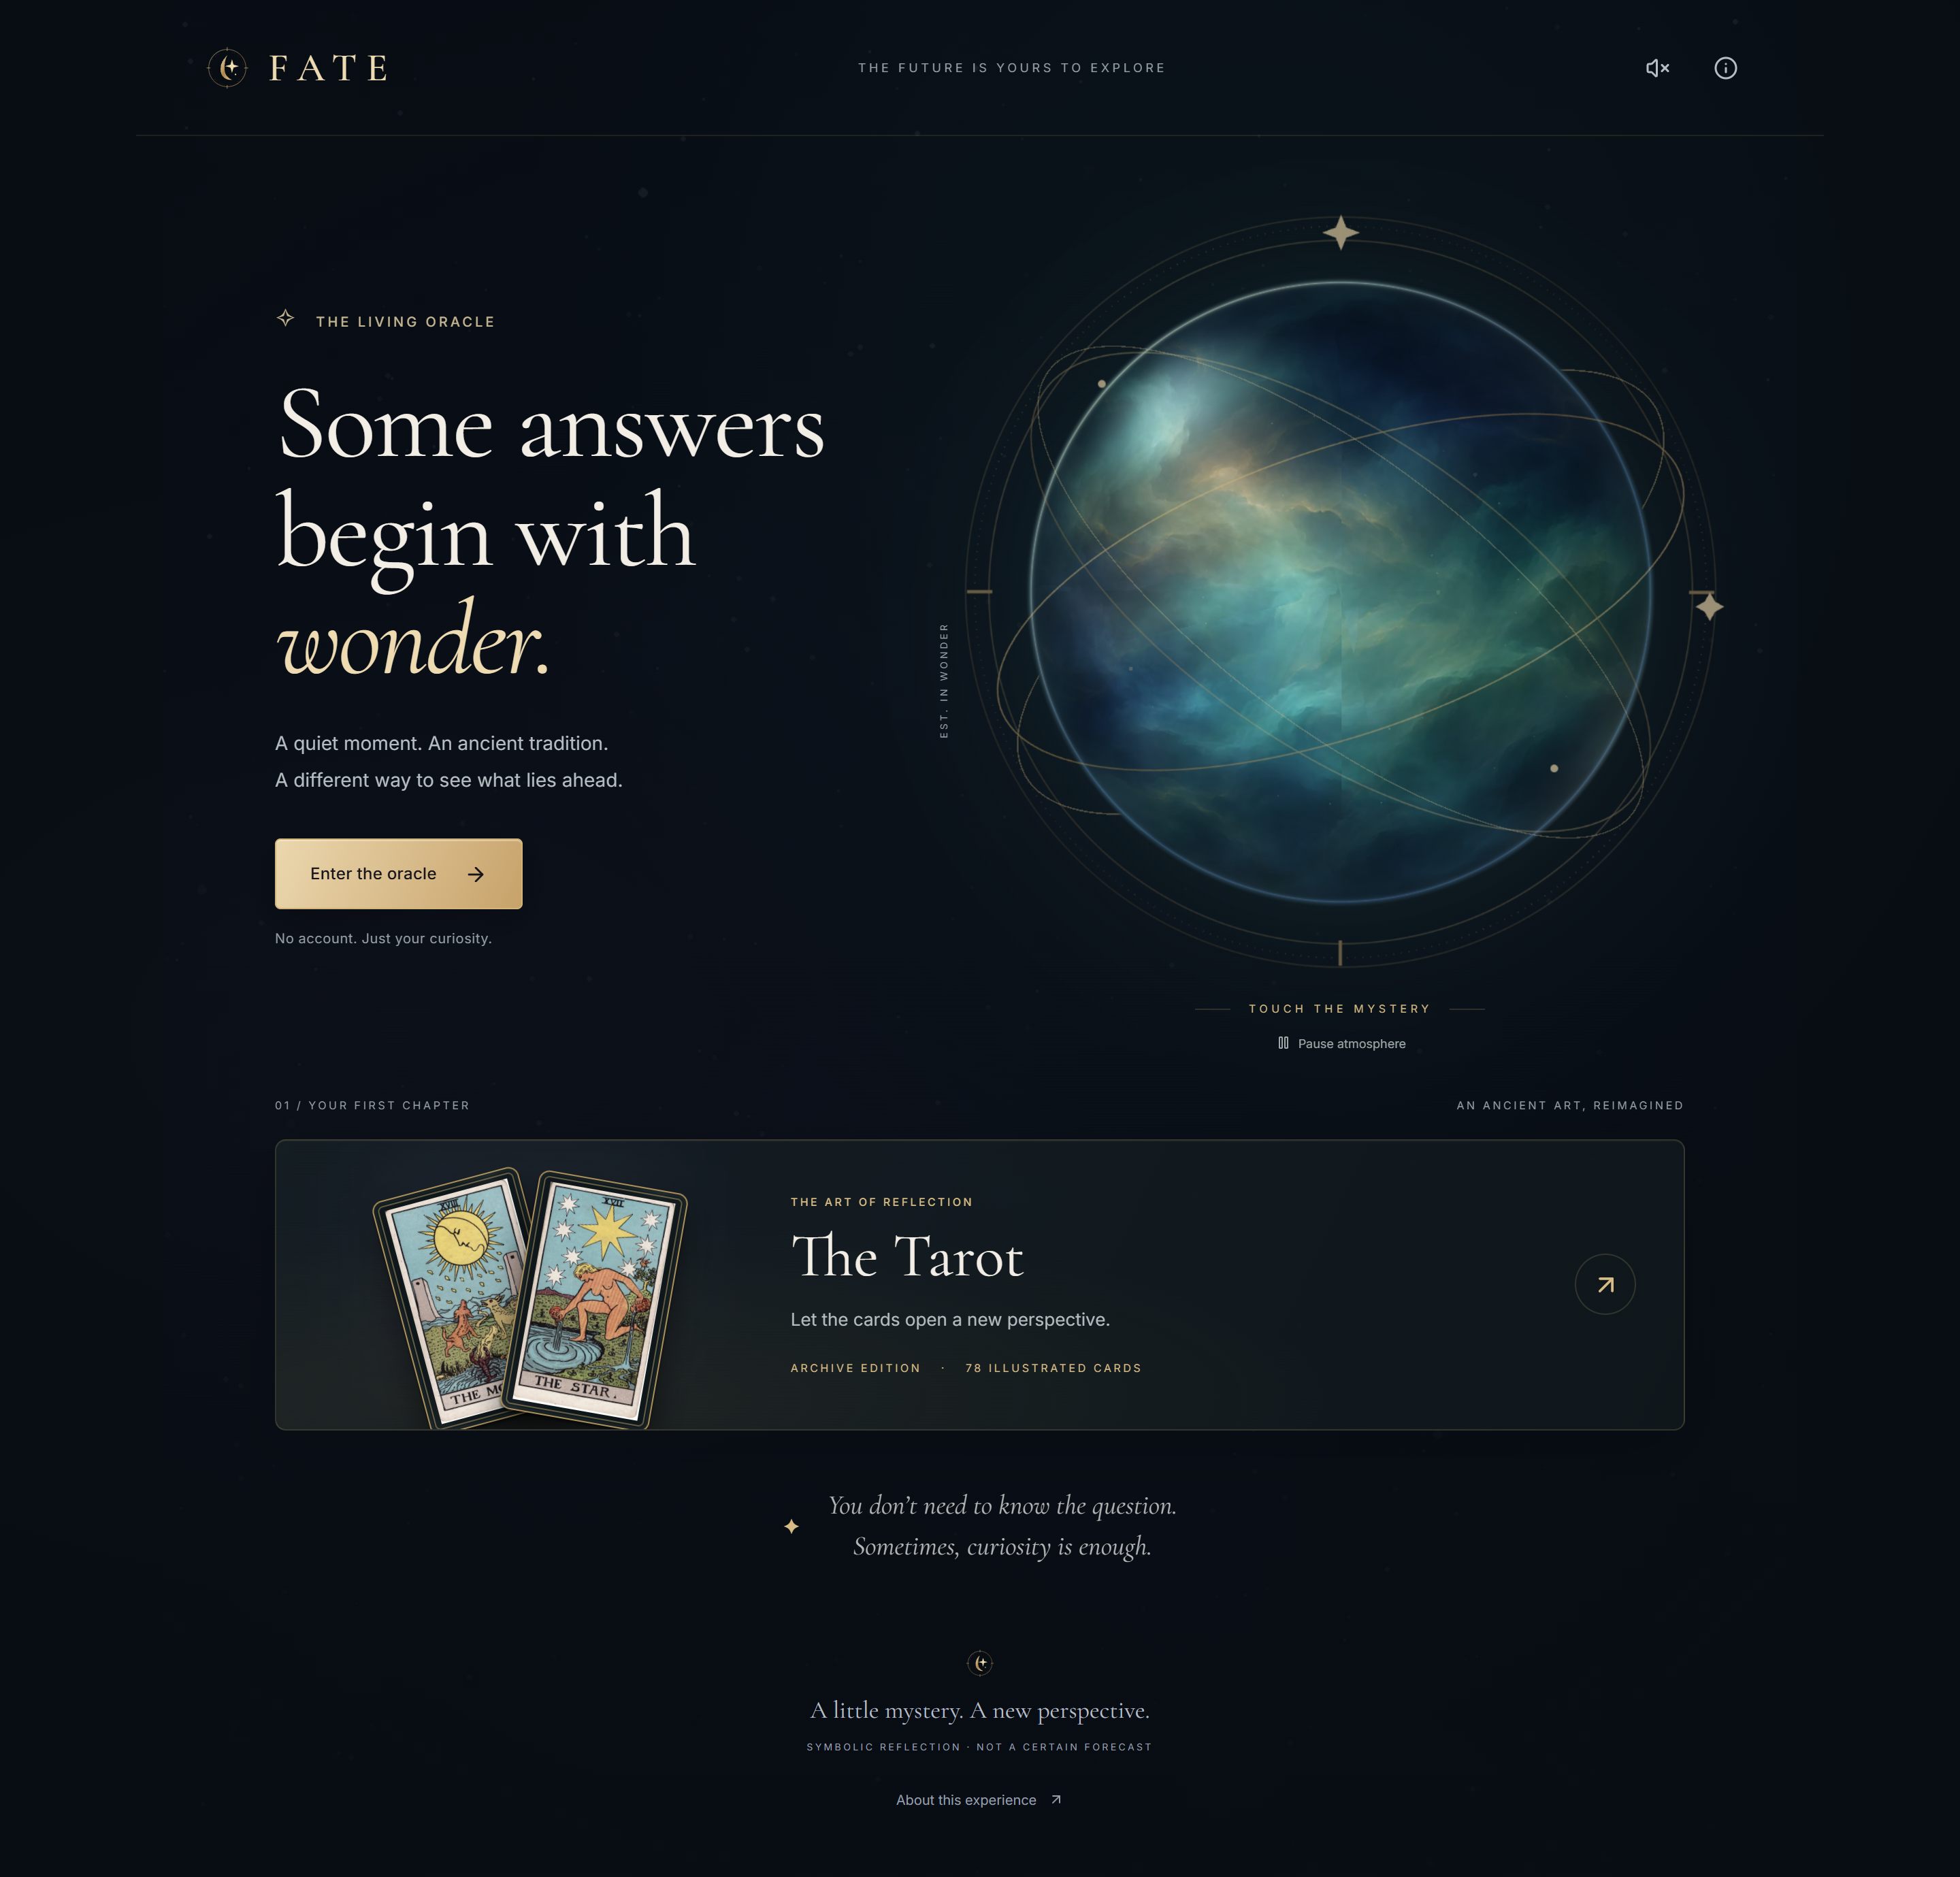 FATE
THE FUTURE IS YOURS TO EXPLORE
THE LIVING ORACLE
Some answers
begin with
wonder.
A quiet moment. An ancient tradition.
A different way to see what lies ahead.
Enter the oracle
No account. Just your curiosity.
EST. IN WONDER
TOUCH THE MYSTERY
Pause atmosphere
01 / YOUR FIRST CHAPTER
AN ANCIENT ART, REIMAGINED
XVIII
THE MO
XVII
THE STAR.
THE ART OF REFLECTION
The Tarot
Let the cards open a new perspective.
ARCHIVE EDITION · 78 ILLUSTRATED CARDS
You don’t need to know the question.
Sometimes, curiosity is enough.
A little mystery. A new perspective.
SYMBOLIC REFLECTION · NOT A CERTAIN FORECAST
About this experience